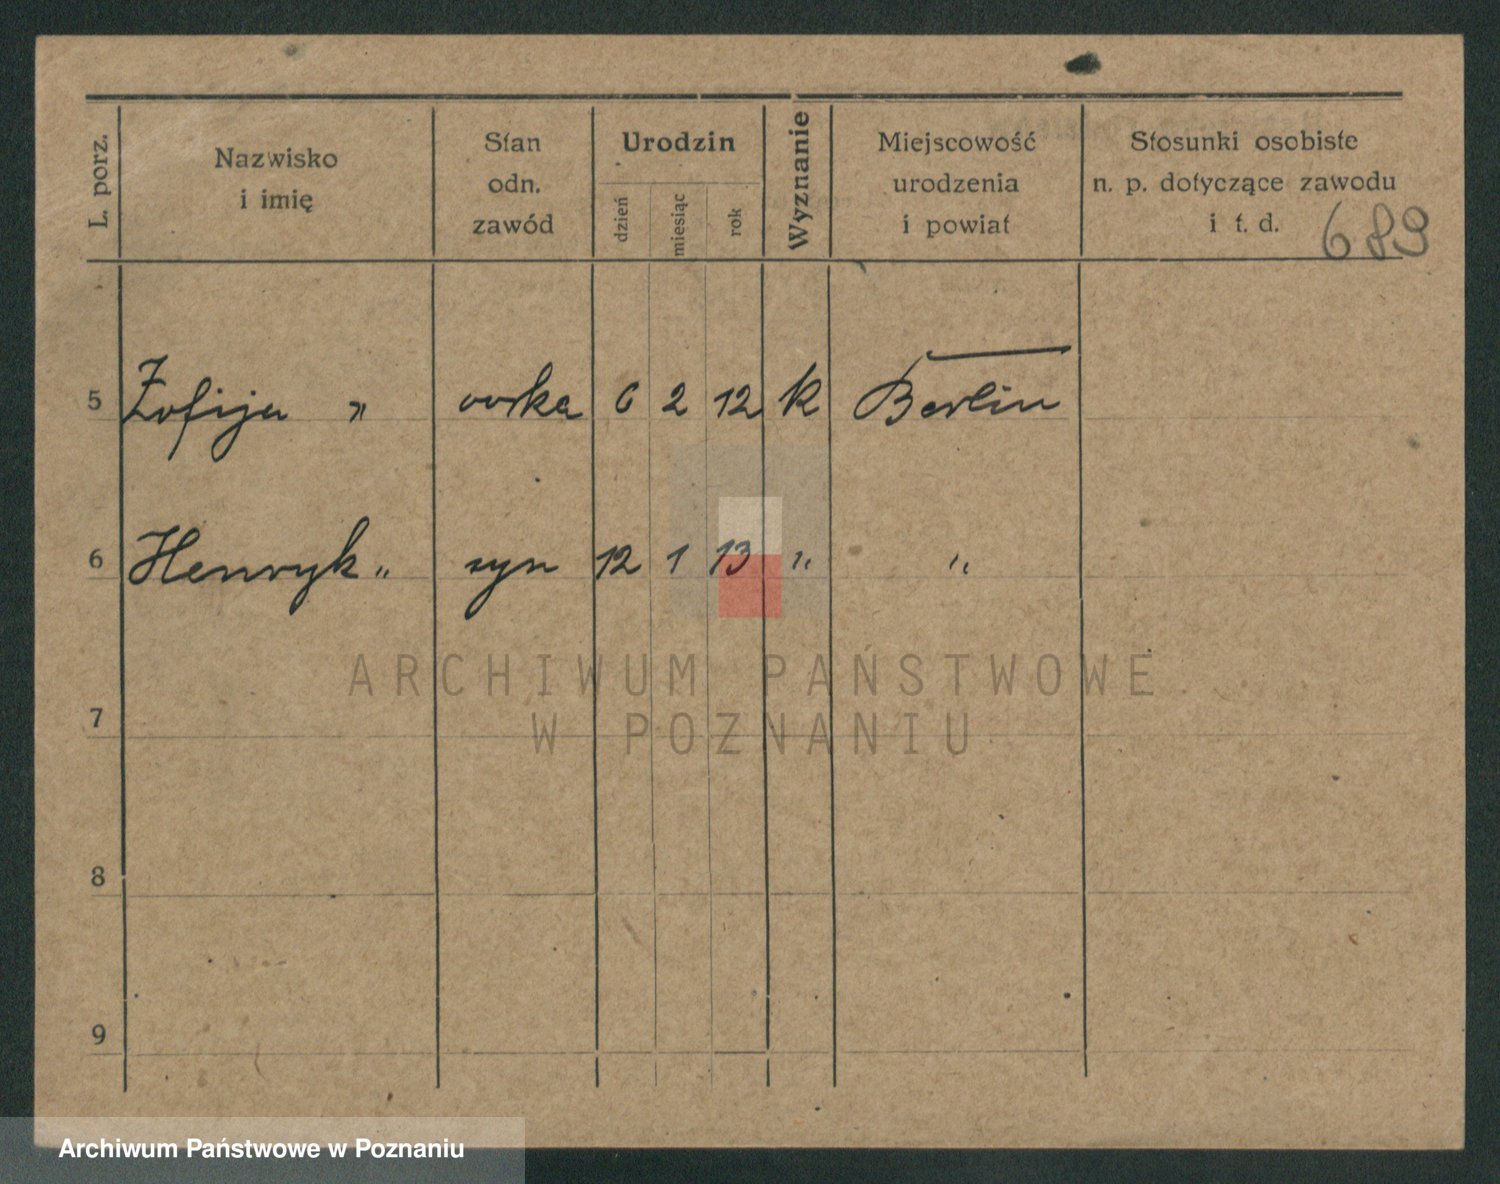 L. porz. Nazwisko i imię Stan odn. zawód Urodzin dzień miesiąc rok Wyznanie Miejscowość urodzenia i powiat Stosunki osobiste n. p. dotyczące zawodu i t. d.
689
5 Zofija " córka 6 2 12 k Berlin
6 Henryk " syn 12 1 13 " "
ARCHIWUM PAŃSTWOWE
W POZNANIU
7
8
9
Archiwum Państwowe w Poznaniu